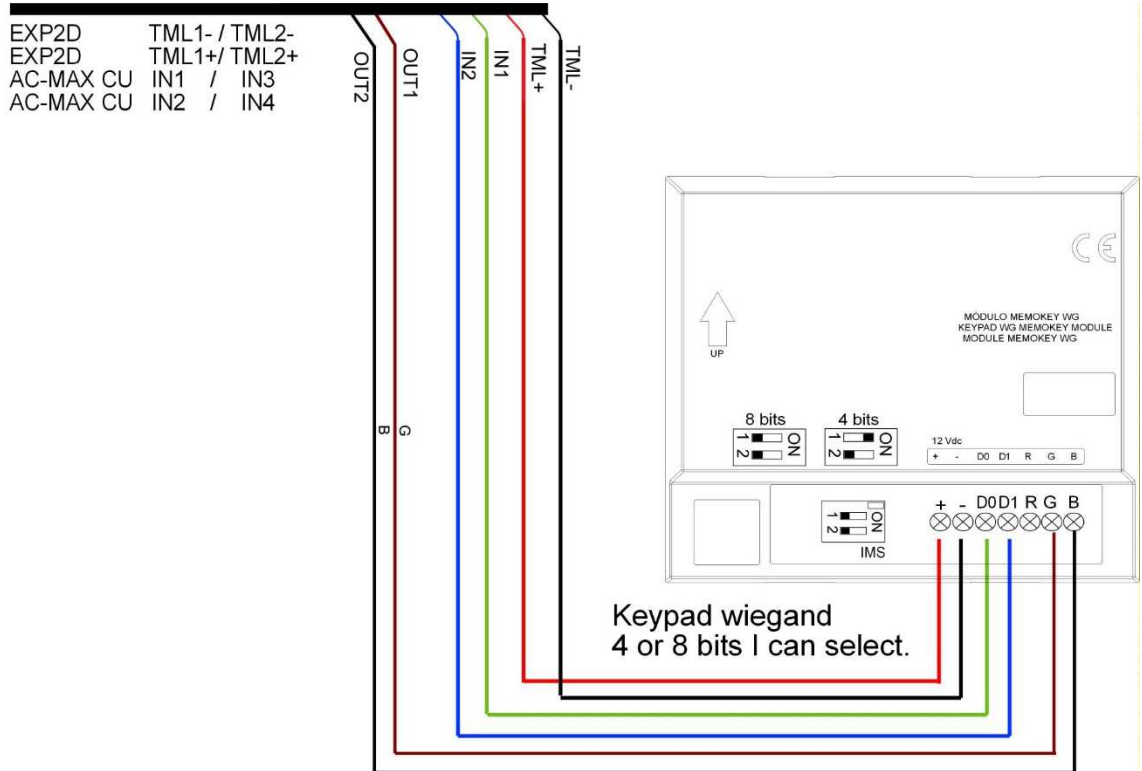 EXP2D TML1- / TML2-
EXP2D TML1+/ TML2+
AC-MAX CU IN1 / IN3
AC-MAX CU IN2 / IN4
OUT2
OUT1
IN2
IN1
TML+
TML-
B
G
CE
MÓDULO MEMOKEY WG
KEYPAD WG MEMOKEY MODULE
MODULE MEMOKEY WG
UP
8 bits
1
2
ON
4 bits
1
2
ON
12 Vdc
+ - D0 D1 R G B
+ - D0 D1 R G B
1
2
ON
IMS
Keypad wiegand
4 or 8 bits I can select.